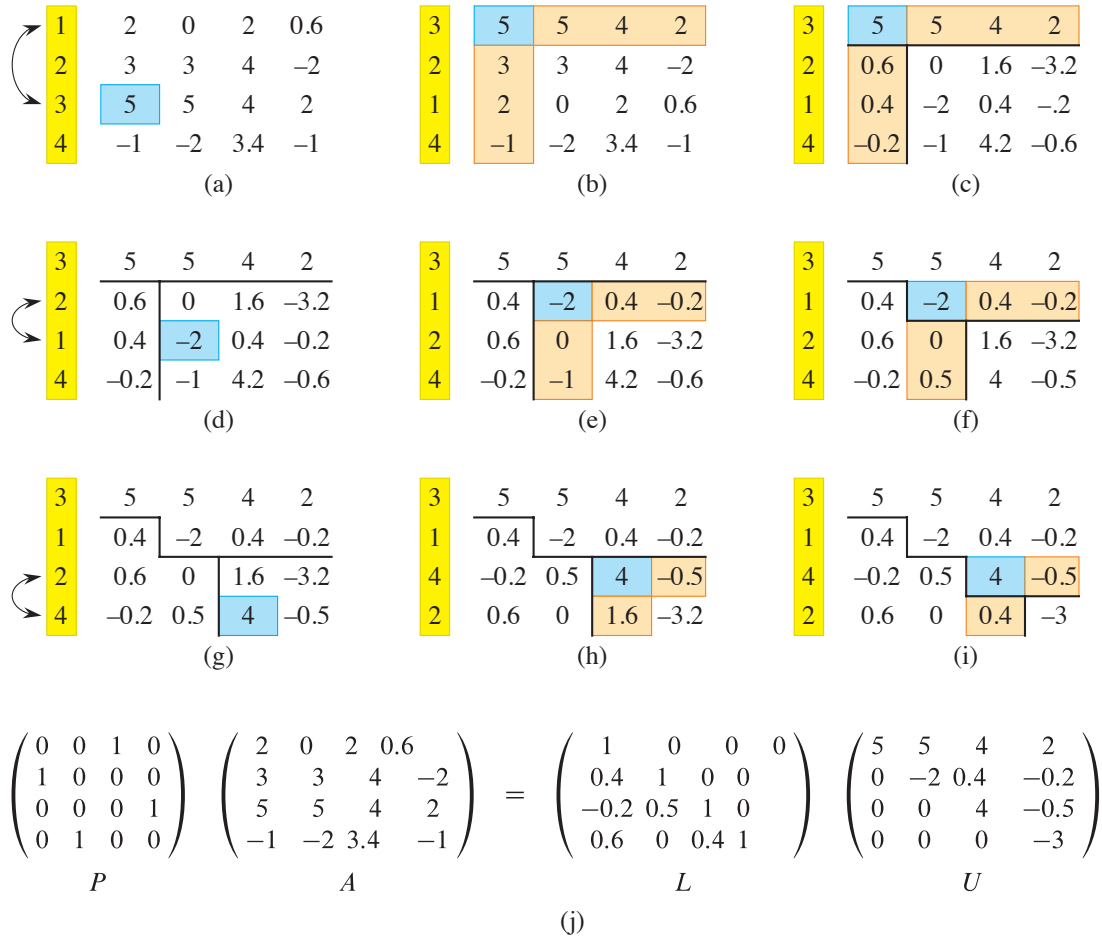 1 2 0 2 0.6 3 5 5 4 2 3 5 5 4 2
2 3 3 4 –2 2 3 3 4 –2 2 0.6 0 1.6 –3.2
3 5 5 4 2 1 2 0 2 0.6 1 0.4 –2 0.4 –.2
4 –1 –2 3.4 –1 4 –1 –2 3.4 –1 4 –0.2 –1 4.2 –0.6
(a) (b) (c)
3 5 5 4 2 3 5 5 4 2 3 5 5 4 2
2 0.6 0 1.6 –3.2 1 0.4 –2 0.4 –0.2 1 0.4 –2 0.4 –0.2
1 0.4 –2 0.4 –0.2 2 0.6 0 1.6 –3.2 2 0.6 0 1.6 –3.2
4 –0.2 –1 4.2 –0.6 4 –0.2 –1 4.2 –0.6 4 –0.2 0.5 4 –0.5
(d) (e) (f)
3 5 5 4 2 3 5 5 4 2 3 5 5 4 2
1 0.4 –2 0.4 –0.2 1 0.4 –2 0.4 –0.2 1 0.4 –2 0.4 –0.2
2 0.6 0 1.6 –3.2 4 –0.2 0.5 4 –0.5 4 –0.2 0.5 4 –0.5
4 –0.2 0.5 4 –0.5 2 0.6 0 1.6 –3.2 2 0.6 0 0.4 –3
(g) (h) (i)
0 0 1 0 2 0 2 0.6 1 0 0 0 5 5 4 2
1 0 0 0 3 3 4 –2 0.4 1 0 0 0 –2 0.4 –0.2
0 0 0 1 5 5 4 2 = –0.2 0.5 1 0 0 0 4 –0.5
0 1 0 0 –1 –2 3.4 –1 0.6 0 0.4 1 0 0 0 –3
P A L U
(j)